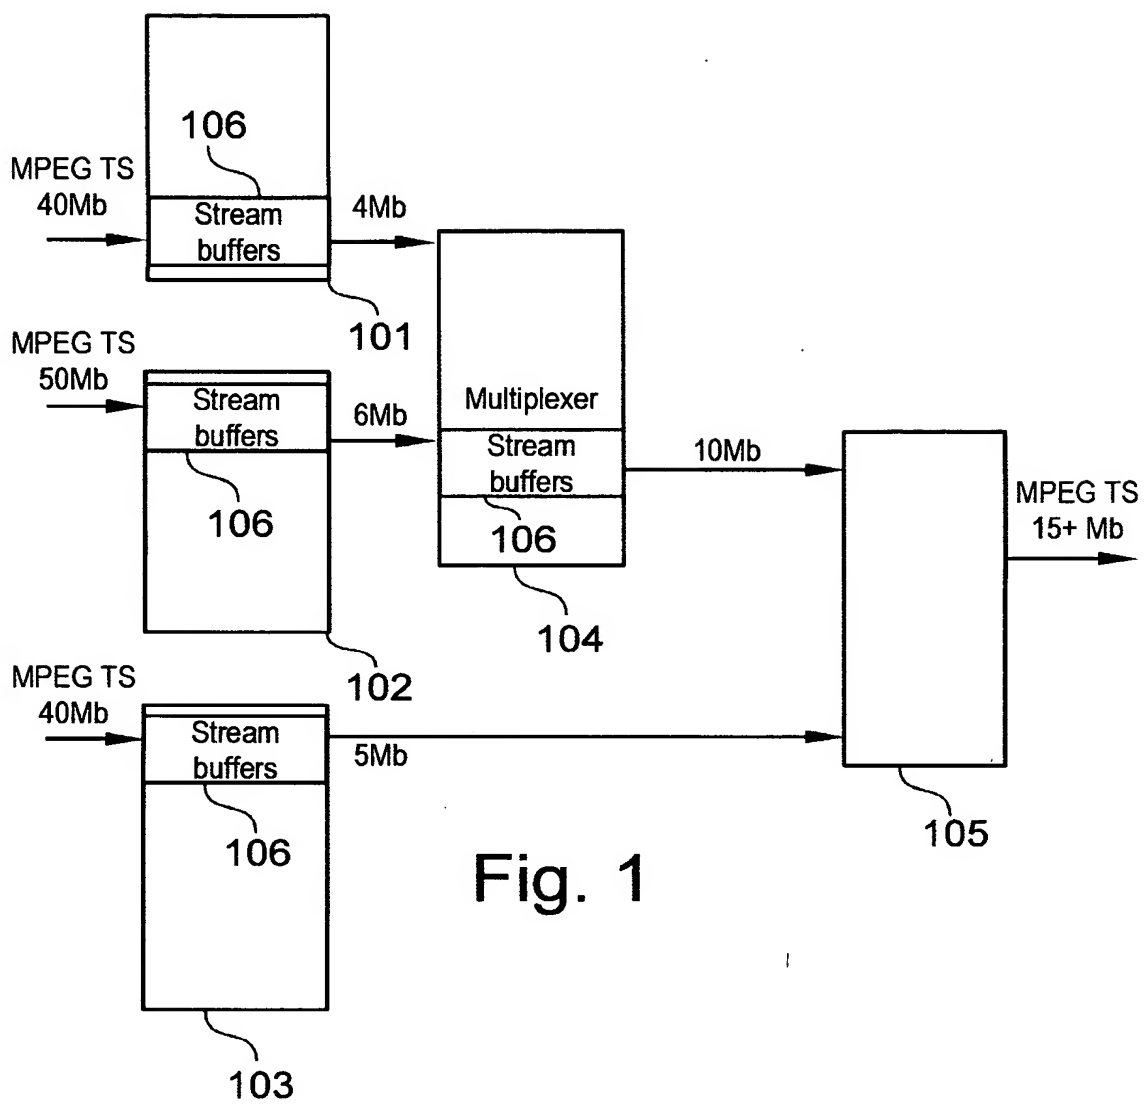 106
MPEG TS
40Mb
Stream
buffers
4Mb
101
MPEG TS
50Mb
Stream
buffers
6Mb
106
102
Multiplexer
Stream
buffers
106
104
10Mb
MPEG TS
15+ Mb
MPEG TS
40Mb
Stream
buffers
5Mb
106
103
105
Fig. 1